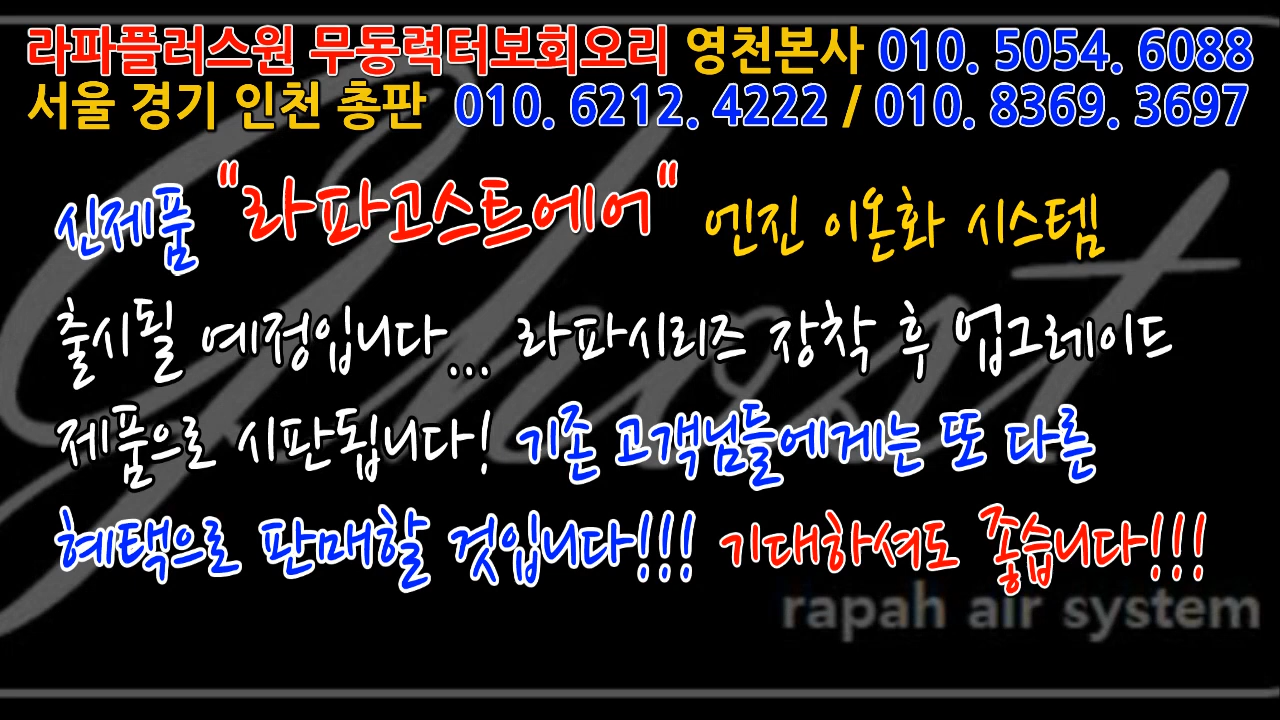 라파플러스원 무동력터보회오리 영천본사 010. 5054. 6088
서울 경기 인천 총판 010. 6212. 4222 / 010. 8369. 3697
신제품 "라파고스트에어" 엔진 이온화 시스템
출시될 예정입니다... 라파시리즈 장착 후 업그레이드
제품으로 시판됩니다! 기존 고객님들에게는 또 다른
혜택으로 판매할 것입니다!!! 기대하셔도 좋습니다!!!
Ghost
rapah air system